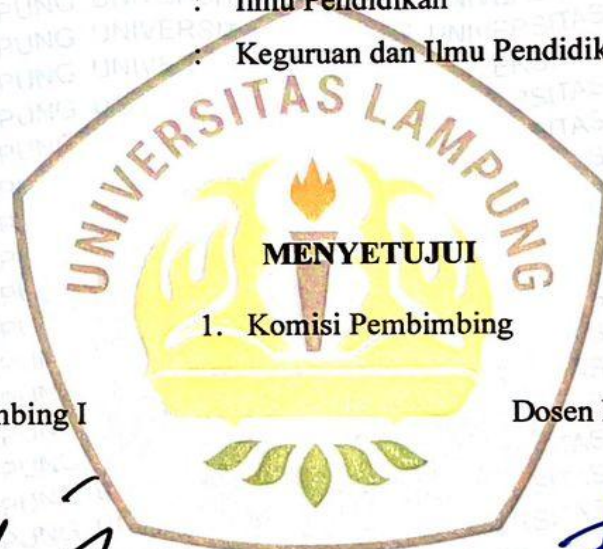 : Ilmu Pendidikan
: Keguruan dan Ilmu Pendidik
UNIVERSITAS LAMPUNG
MENYETUJUI
1. Komisi Pembimbing
mbing I
Dosen